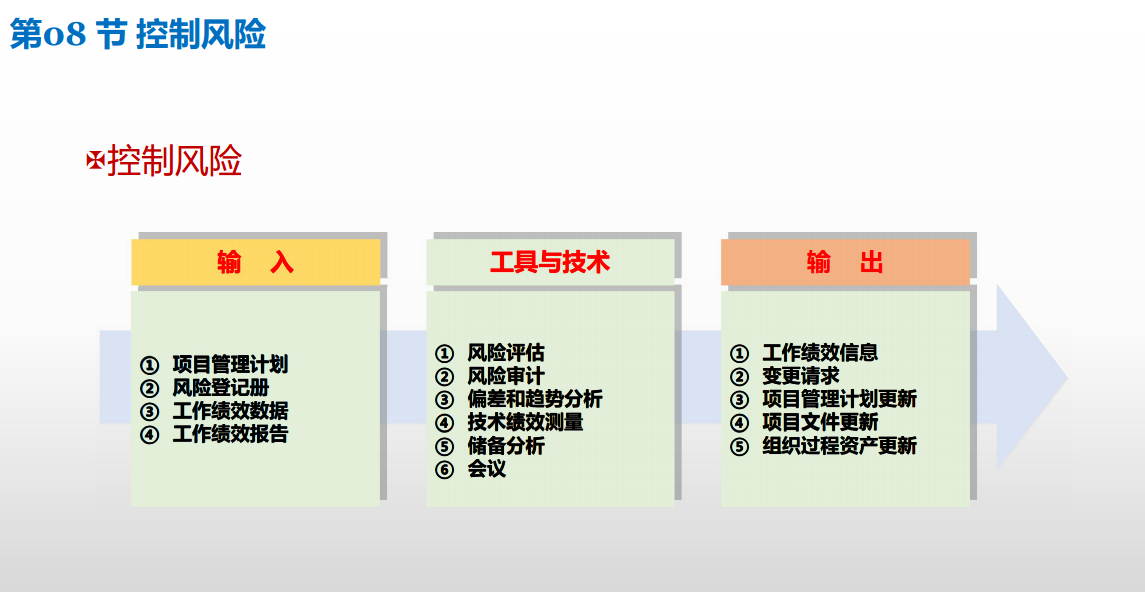 第08 节 控制风险
✠控制风险
输 入
① 项目管理计划
② 风险登记册
③ 工作绩效数据
④ 工作绩效报告
工具与技术
① 风险评估
② 风险审计
③ 偏差和趋势分析
④ 技术绩效测量
⑤ 储备分析
⑥ 会议
输 出
① 工作绩效信息
② 变更请求
③ 项目管理计划更新
④ 项目文件更新
⑤ 组织过程资产更新